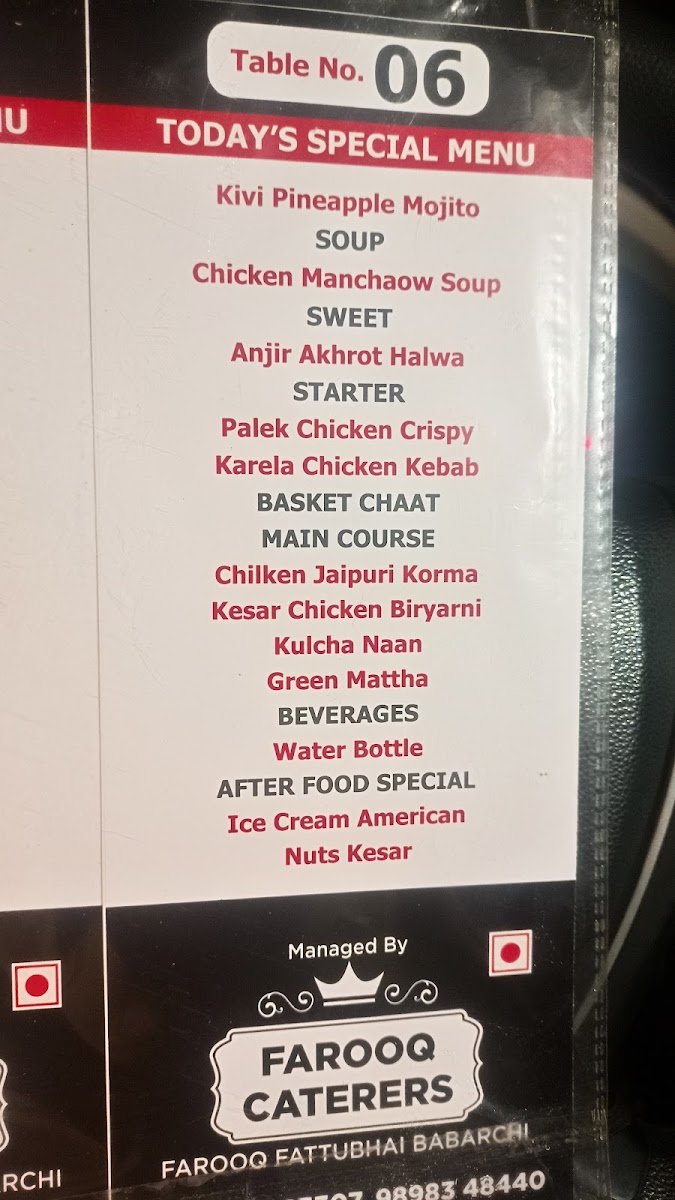 Table No. 06
TODAY'S SPECIAL MENU
Kivi Pineapple Mojito
SOUP
Chicken Manchaow Soup
SWEET
Anjir Akhrot Halwa
STARTER
Palek Chicken Crispy
Karela Chicken Kebab
BASKET CHAAT
MAIN COURSE
Chilken Jaipuri Korma
Kesar Chicken Biryarni
Kulcha Naan
Green Mattha
BEVERAGES
Water Bottle
AFTER FOOD SPECIAL
Ice Cream American
Nuts Kesar
Managed By
FAROOQ
CATERERS
FAROOQ FATTUBHAI BABARCHI
98983 48440